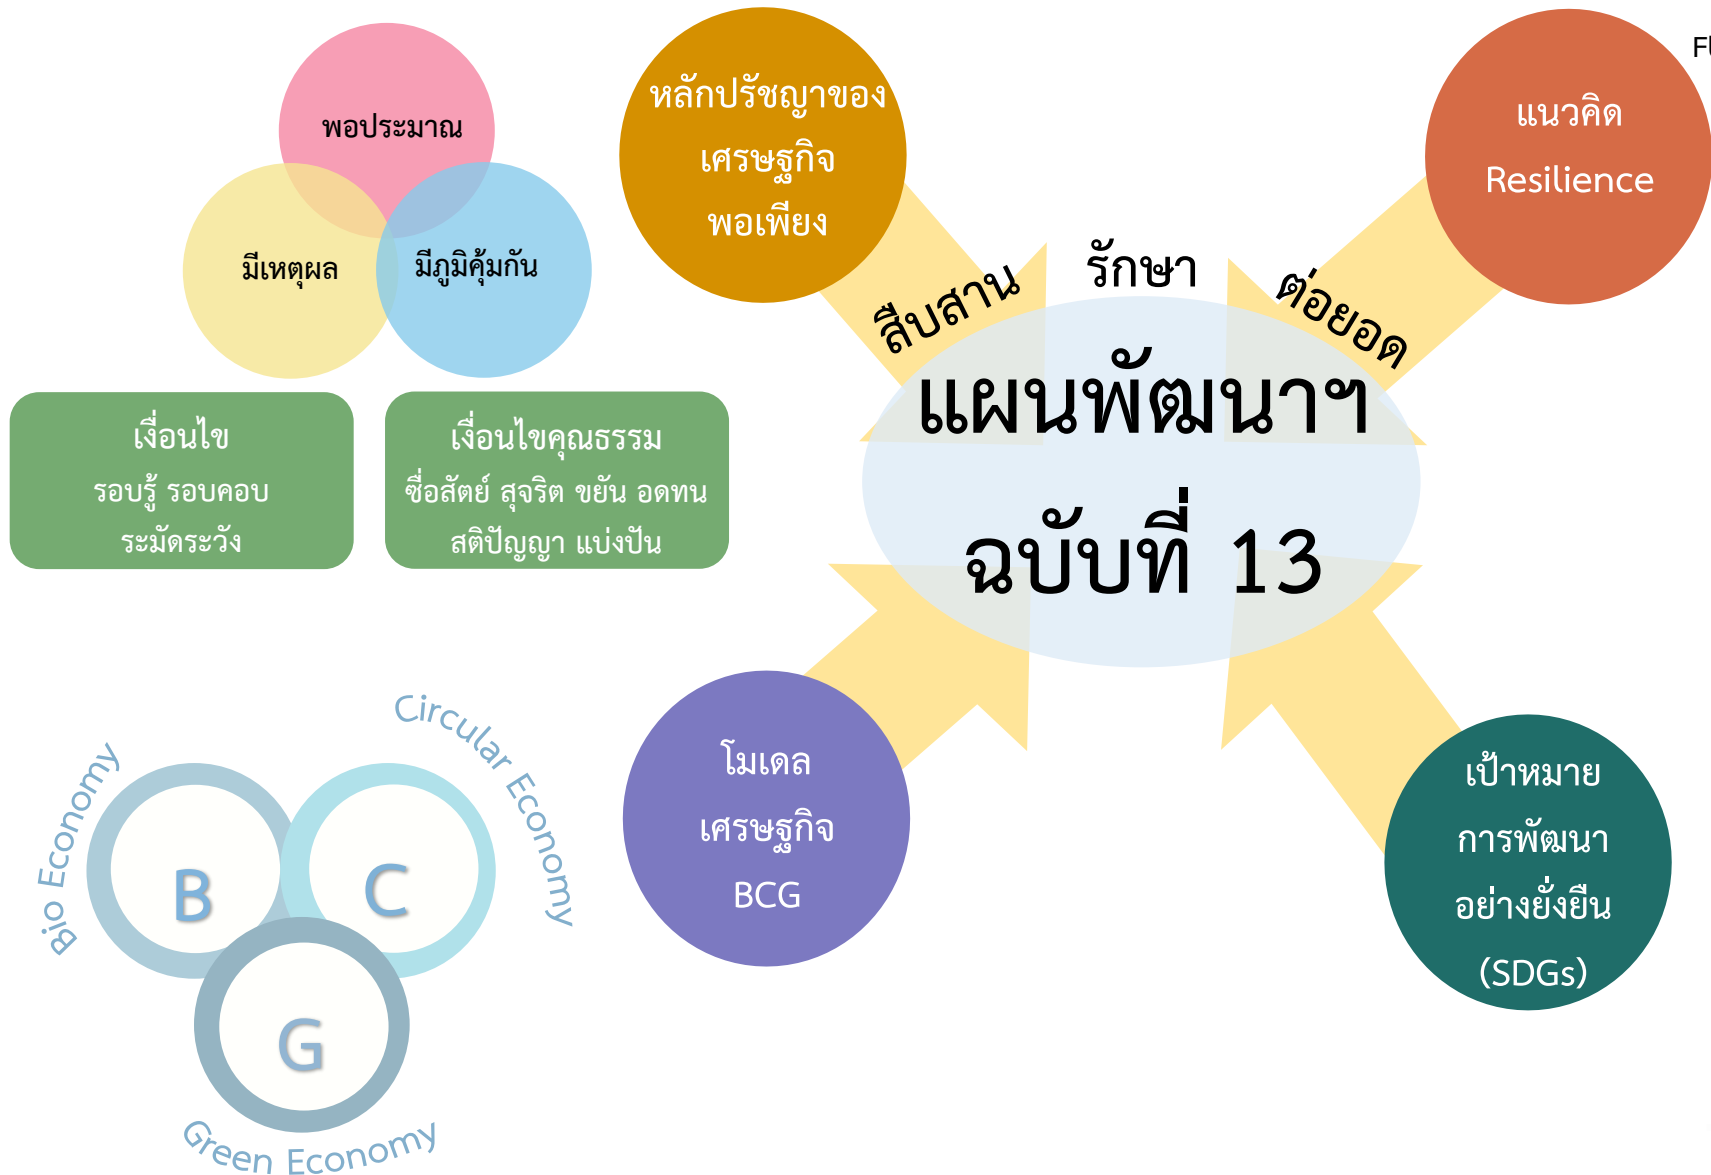 พอประมาณ
มีเหตุผล
มีภูมิคุ้มกัน
เงื่อนไข
รอบรู้ รอบคอบ
ระมัดระวัง
เงื่อนไขคุณธรรม
ซื่อสัตย์ สุจริต ขยัน อดทน
สติปัญญา แบ่งปัน
หลักปรัชญาของ
เศรษฐกิจ
พอเพียง
แนวคิด
Resilience
สืบสาน
รักษา
ต่อยอด
แผนพัฒนาฯ
ฉบับที่ 13
Bio Economy
Circular Economy
B
C
G
Green Economy
โมเดล
เศรษฐกิจ
BCG
เป้าหมาย
การพัฒนา
อย่างยั่งยืน
(SDGs)